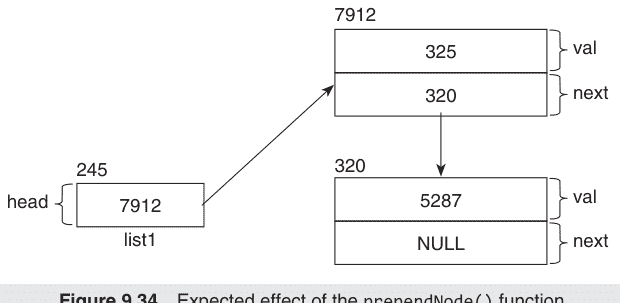 7912
325
val
320
next
320
5287
val
NULL
next
245
head
7912
list1
Figure 9.34 Expected effect of the prependNode() function